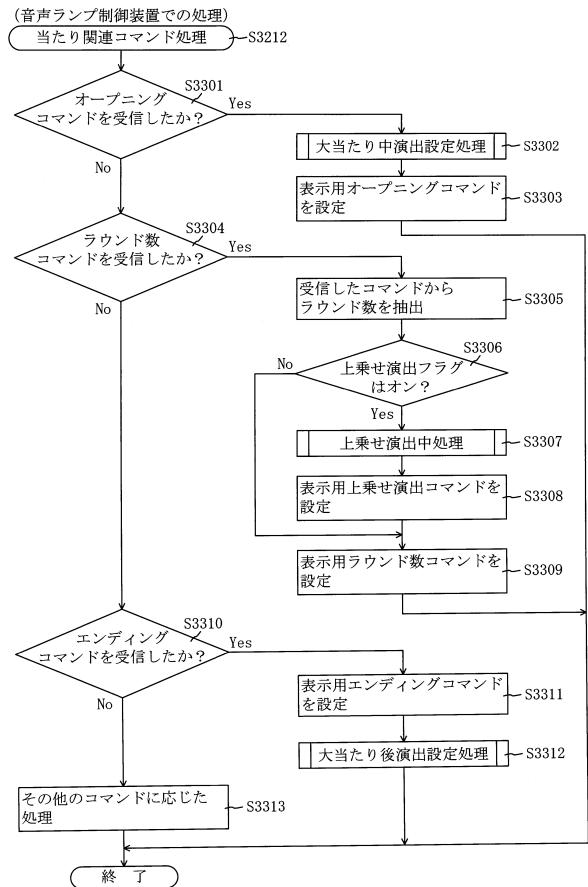 (音声ランプ制御装置での処理)
当たり関連コマンド処理
S3212
S3301
オープニング
コマンドを受信したか?
Yes
No
大当たり中演出設定処理
S3302
表示用オープニングコマンド
を設定
S3303
S3304
ラウンド数
コマンドを受信したか?
Yes
No
受信したコマンドから
ラウンド数を抽出
S3305
S3306
上乗せ演出フラグ
はオン?
No
Yes
上乗せ演出中処理
S3307
表示用上乗せ演出コマンドを
設定
S3308
表示用ラウンド数コマンドを
設定
S3309
S3310
エンディング
コマンドを受信したか?
Yes
No
表示用エンディングコマンド
を設定
S3311
大当たり後演出設定処理
S3312
その他のコマンドに応じた
処理
S3313
終 了